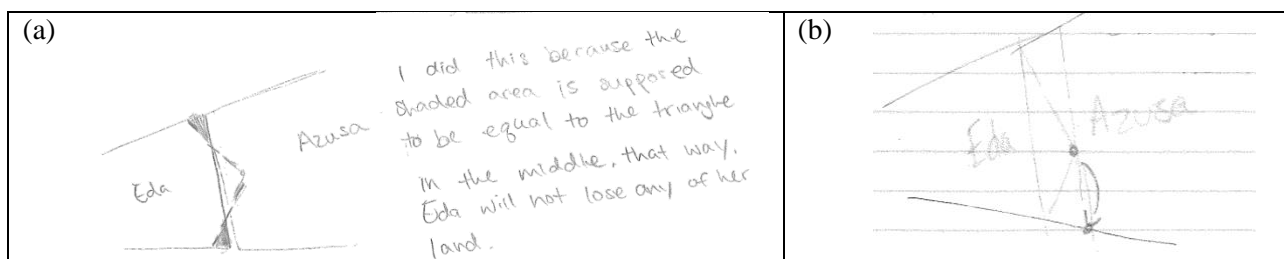 (a)
I did this because the
shaded area is supposed
to be equal to the triangle
in the middle, that way,
Eda will not lose any of her
land.
Azusa
Eda
(b)
Azusa
Eda